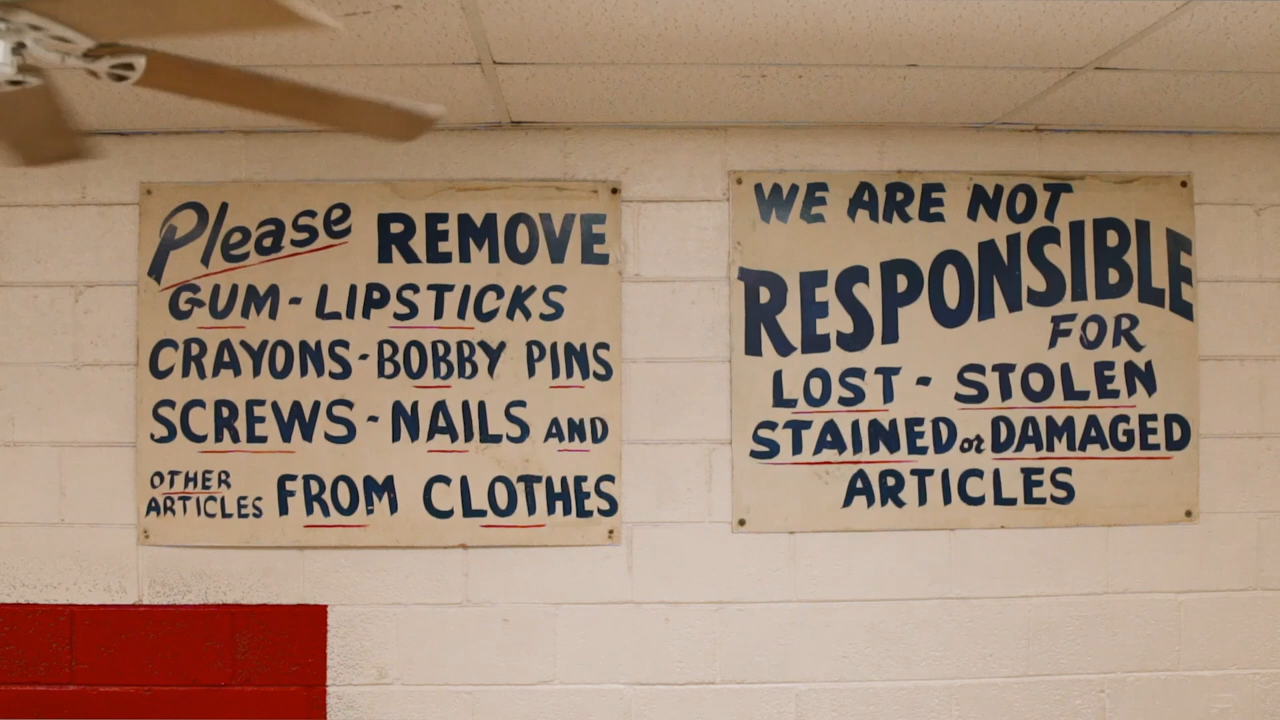 Please REMOVE
GUM - LIPSTICKS
CRAYONS - BOBBY PINS
SCREWS - NAILS AND
OTHER ARTICLES FROM CLOTHES
WE ARE NOT
RESPONSIBLE
FOR
LOST - STOLEN
STAINED or DAMAGED
ARTICLES